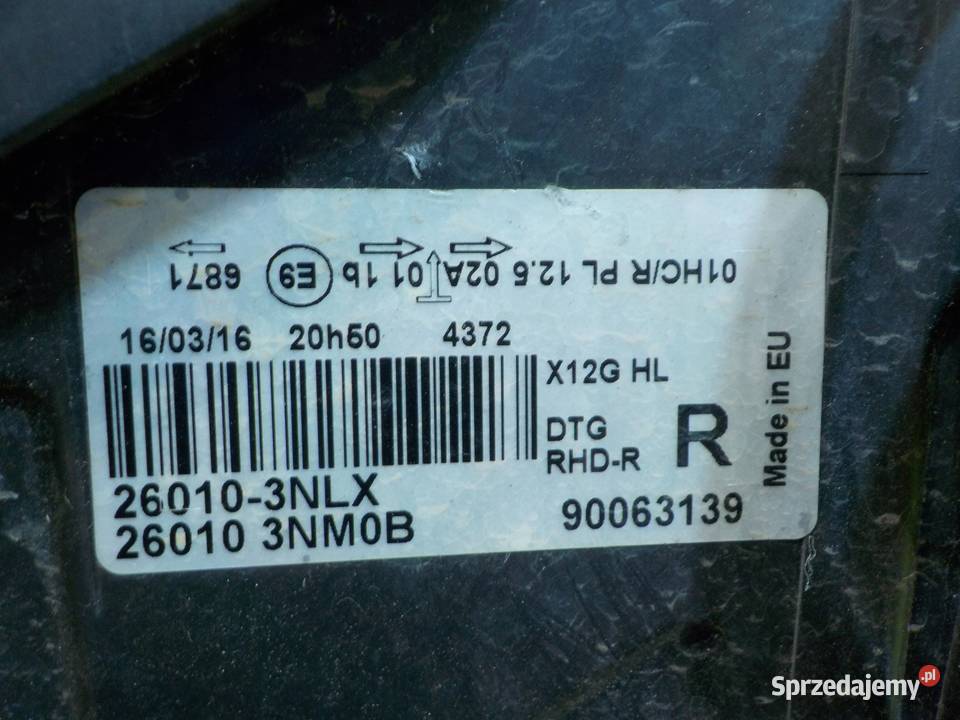 01HC/R PL 12.5 02A 01 1b E9 6871
16/03/16 20h50 4372
X12G HL
DTG
RHD-R
R
Made in EU
26010-3NLX
26010 3NM0B
90063139
Sprzedajemy.pl